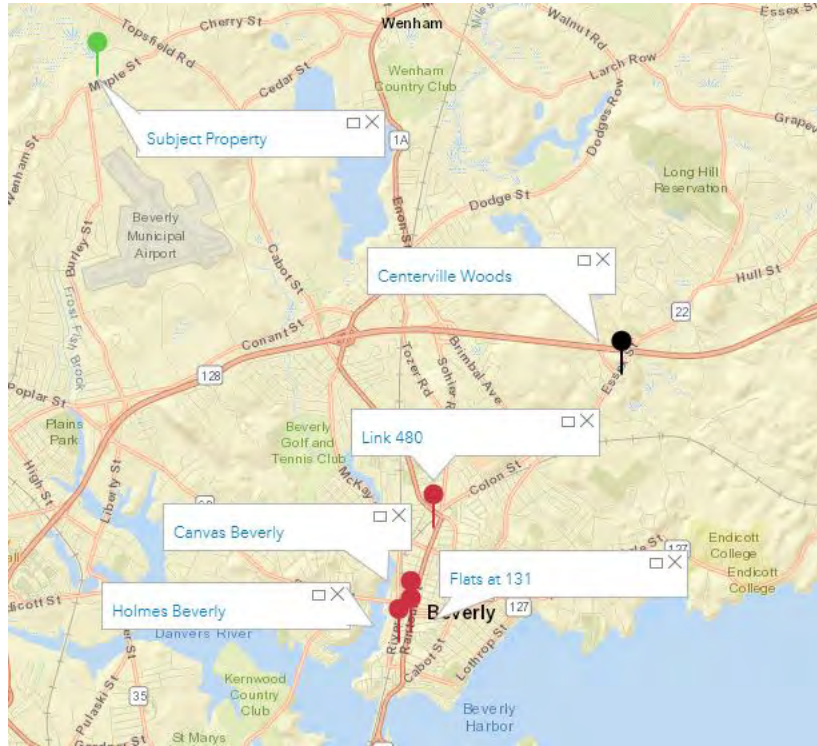 Cherry St
Essex St
Topsfield Rd
Wenham
Walnut Rd
Maple St
Cedar St
Wenham
Country Club
Larch Row
Dodges Row
Subject Property
1A
Wenham St
Long Hill
Reservation
Enon St
Dodge St
Beverly
Municipal
Airport
Burley St
Cabot St
Centerville Woods
Hull St
22
Frost Fish Brook
Conant St
128
Tozer Rd
Brimbal Ave
Essex St
Poplar St
Plains
Park
High St
Liberty St
Beverly
Golf and
Tennis Club
Link 480
Colon St
Canvas Beverly
127
Endicott
College
Flats at 131
Endicott
College
Holmes Beverly
Beverly
127
Danvers River
Cabot St
Lothrop St
Kernwood
Country
Club
35
Pulaski St
Beverly
Harbor
St Marys